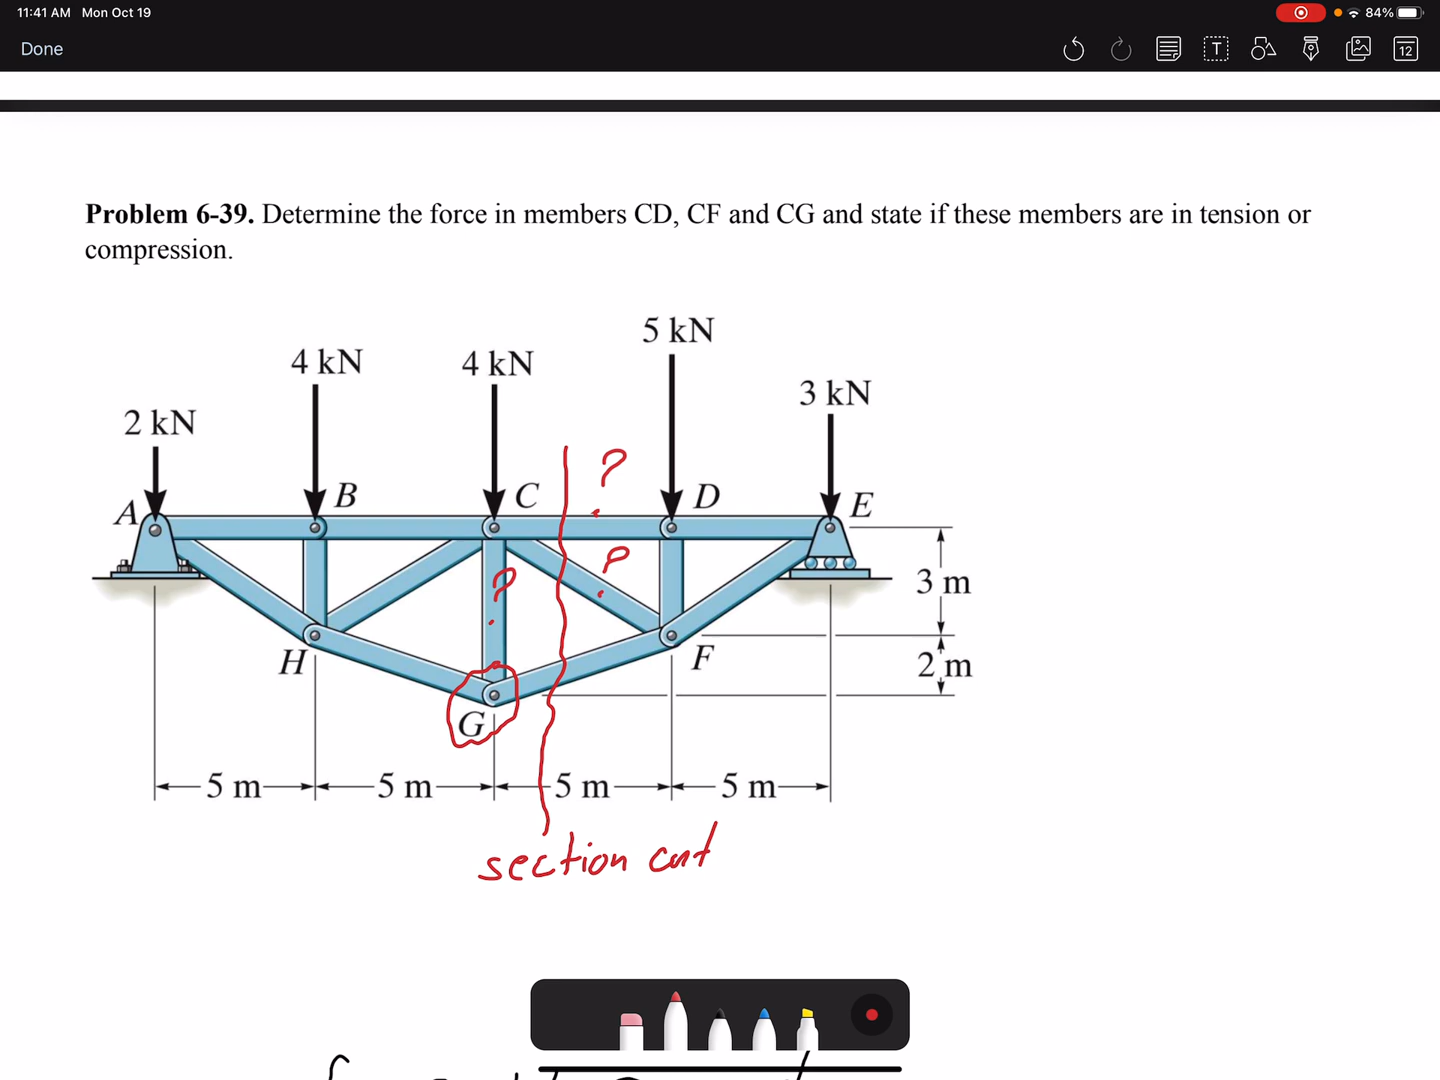 11:41 AM Mon Oct 19
84%
Done
T
12
Problem 6-39. Determine the force in members CD, CF and CG and state if these members are in tension or
compression.
5 kN
4 kN
4 kN
3 kN
2 kN
?
A
B
C
D
E
?
?
3 m
H
F
2 m
G
5 m
5 m
5 m
5 m
section cut